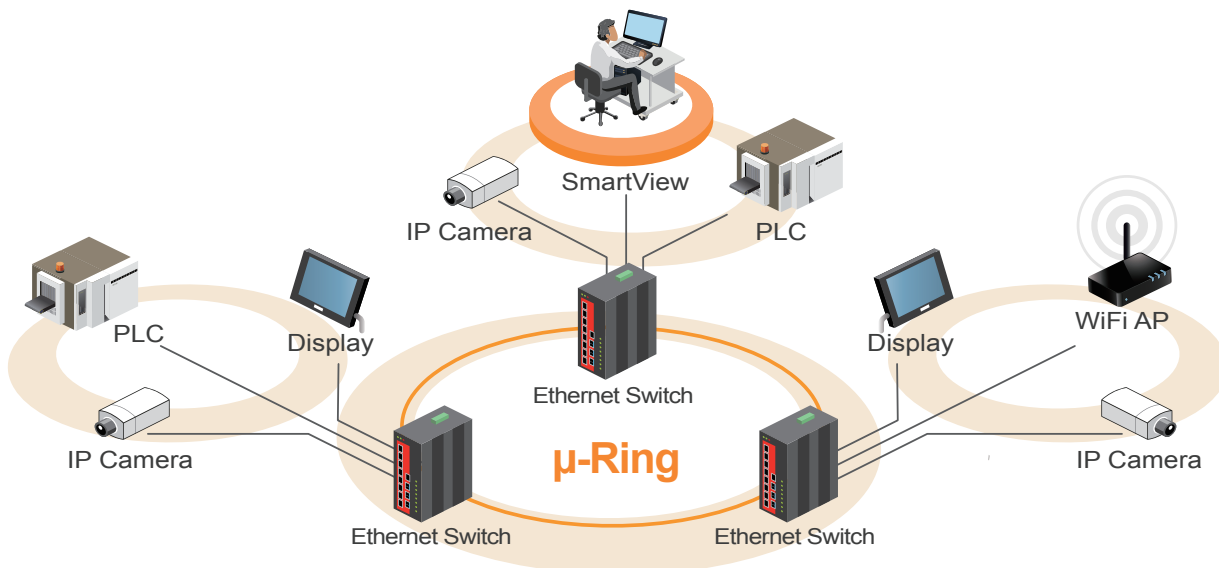 SmartView
IP Camera
PLC
PLC
Display
Display
WiFi AP
Ethernet Switch
IP Camera
μ-Ring
IP Camera
Ethernet Switch
Ethernet Switch